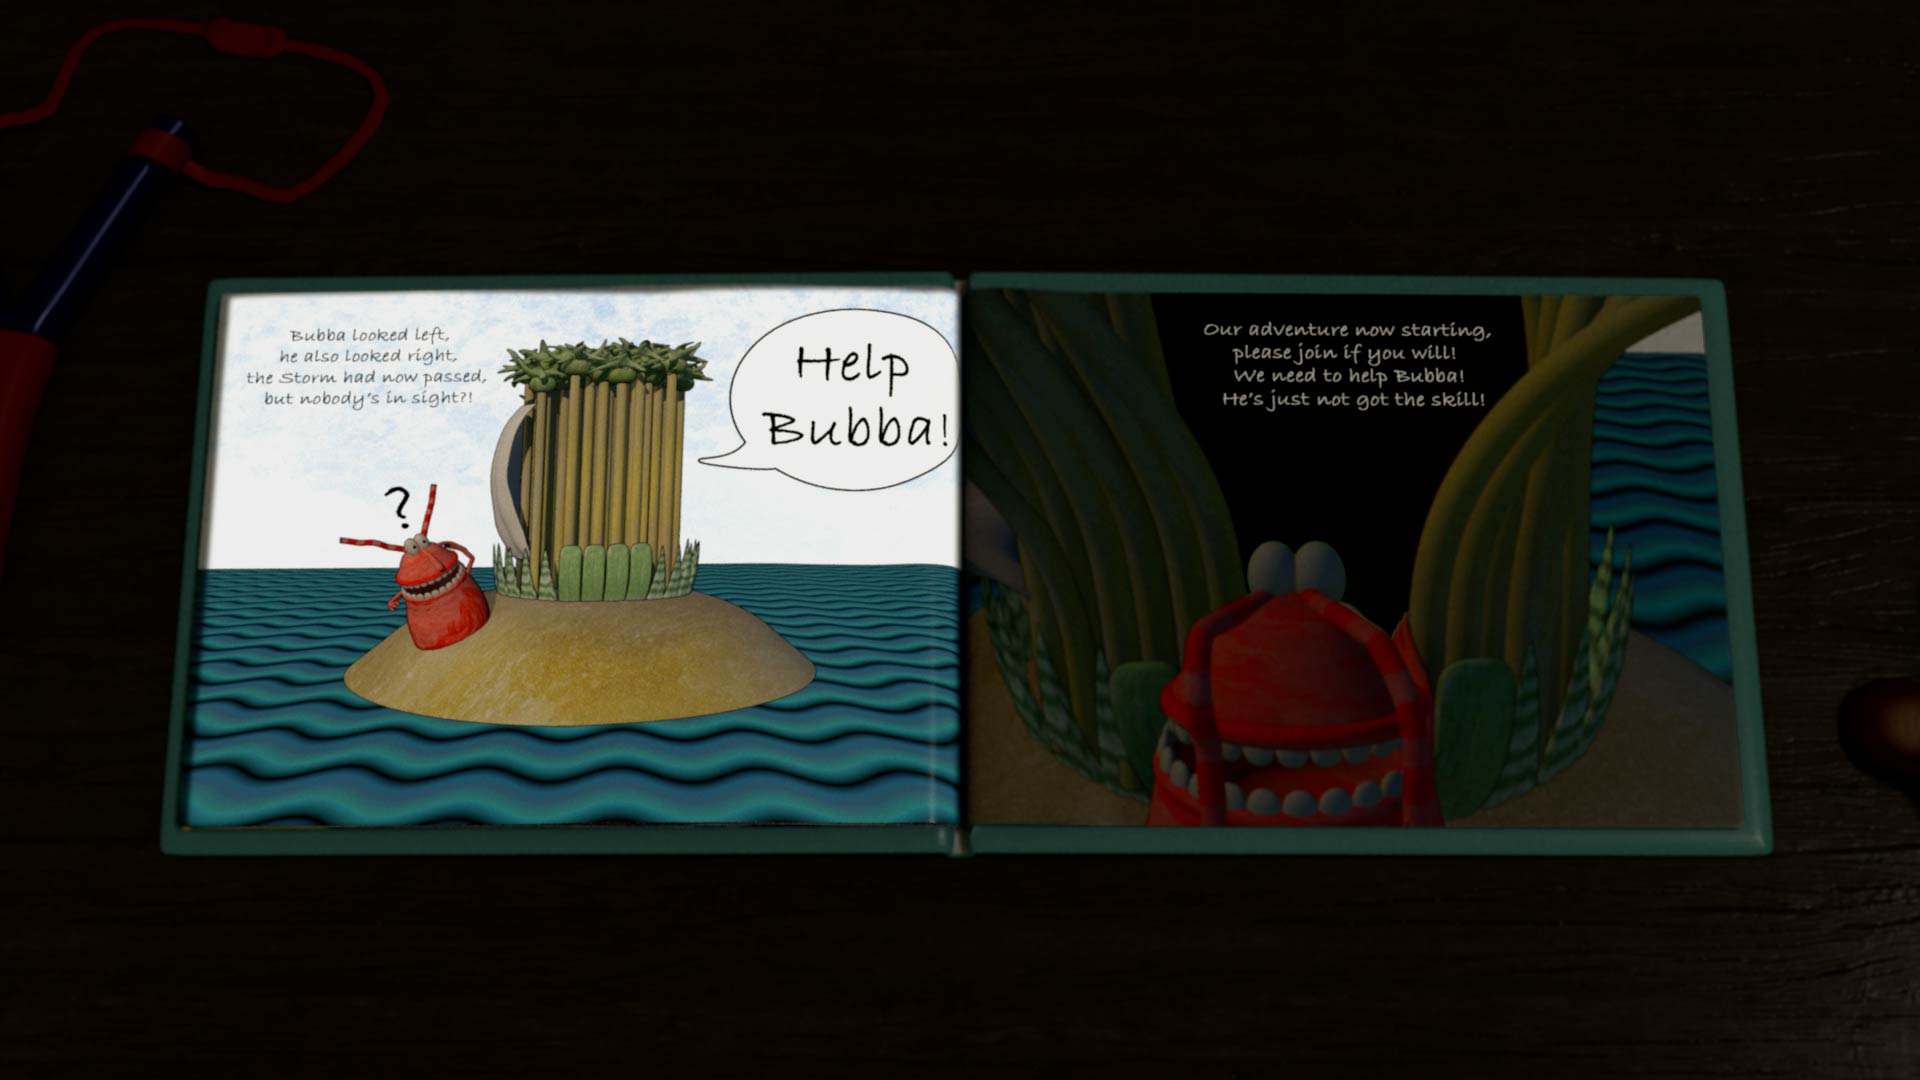 Bubba looked left,
he also looked right,
the Storm had now passed,
but nobody's in sight?!
?
Help
Bubba!
Our adventure now starting,
please join if you will!
We need to help Bubba!
He's just not got the skill!